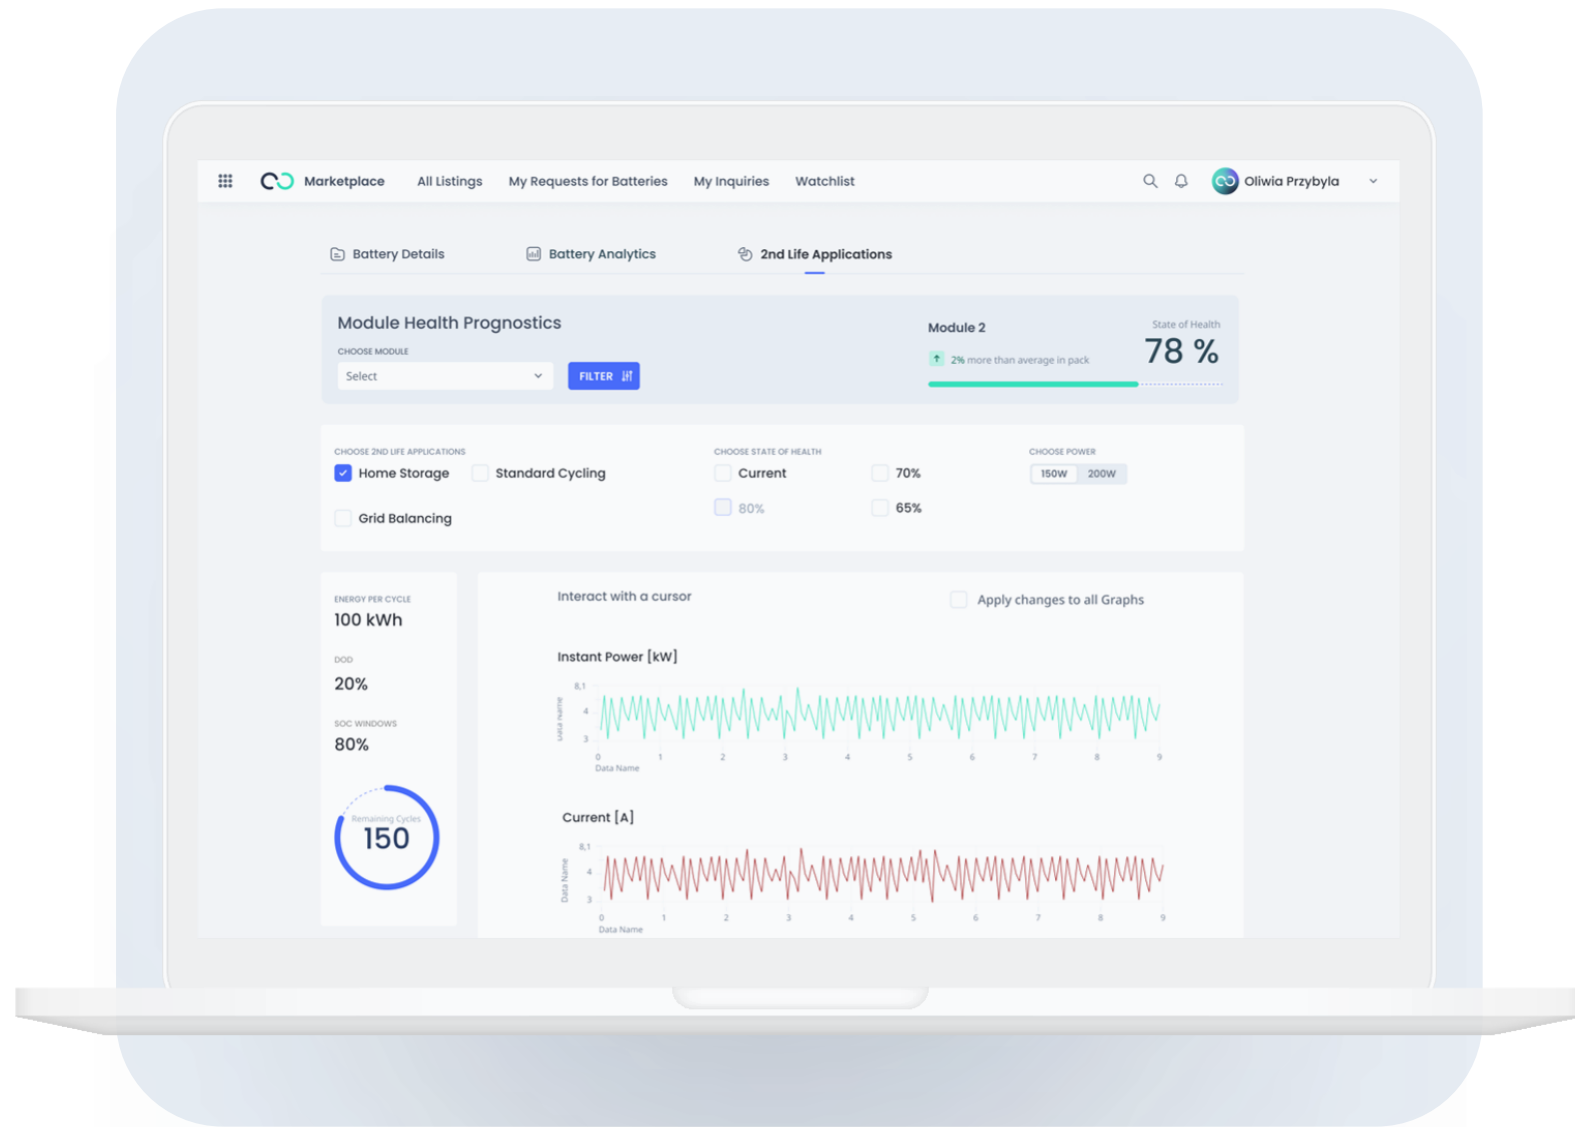 Marketplace All Listings My Requests for Batteries My Inquiries Watchlist Oliwia Przybyla
Battery Details Battery Analytics 2nd Life Applications
Module Health Prognostics
CHOOSE MODULE
Select FILTER
Module 2 State of Health
2% more than average in pack 78 %
CHOOSE 2ND LIFE APPLICATIONS CHOOSE STATE OF HEALTH CHOOSE POWER
Home Storage Standard Cycling Current 70% 150W 200W
80% 65%
Grid Balancing
ENERGY PER CYCLE
100 kWh
DOD
20%
SOC WINDOWS
80%
Remaining Cycles
150
Interact with a cursor Apply changes to all Graphs
Instant Power [kW]
8,1
4
3
Data Name
0 1 2 3 4 5 6 7 8 9
Data Name
Current [A]
8,1
4
3
Data Name
0 1 2 3 4 5 6 7 8 9
Data Name